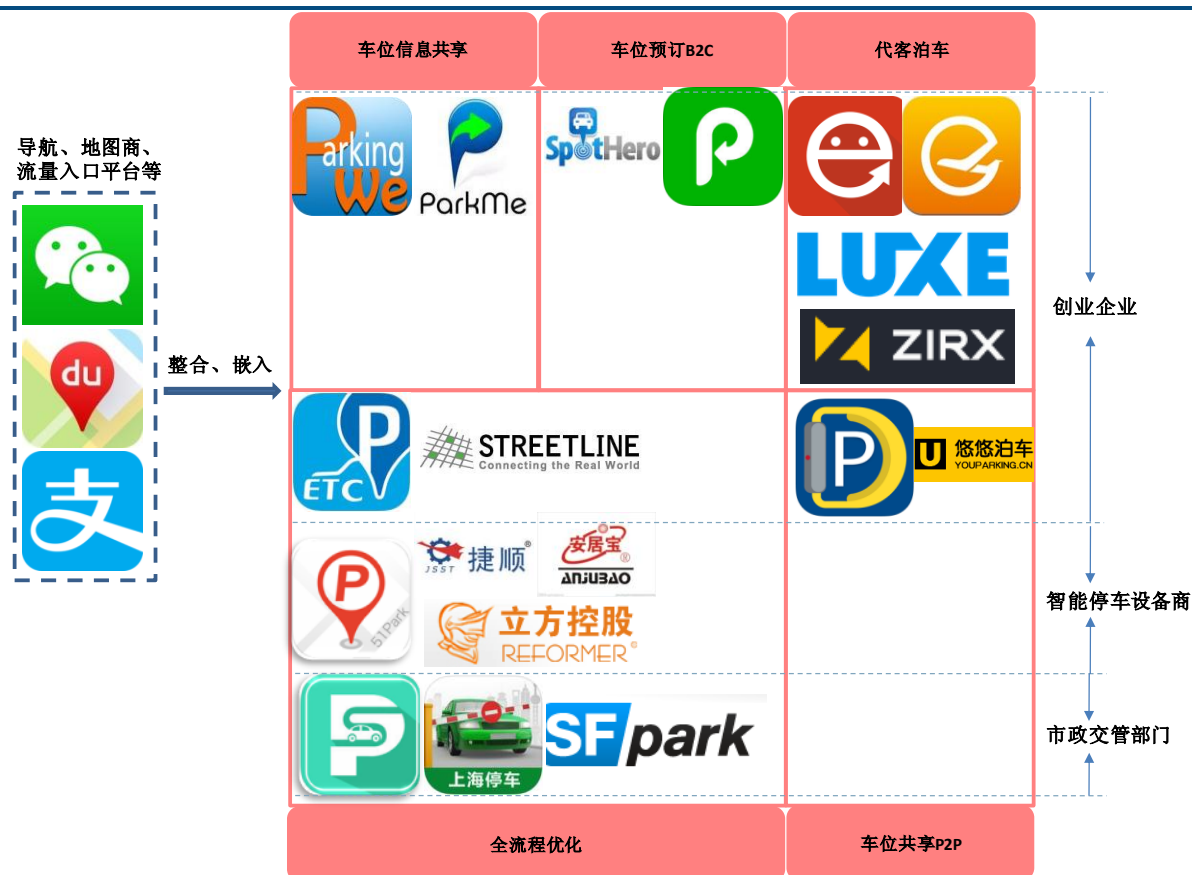 车位信息共享
车位预订B2C
代客泊车
导航、地图商、
流量入口平台等
Parking
We
ParkMe
SpotHero
LUXE
ZIRX
创业企业
du
支
整合、嵌入
P
ETC
STREETLINE
Connecting the Real World
P
U 悠悠泊车
YOUPARKING.CN
P
51Park
JSST 捷顺®
安居宝®
ANJUBAO
立方控股
REFORMER®
智能停车设备商
上海停车
SFpark
市政交管部门
全流程优化
车位共享P2P